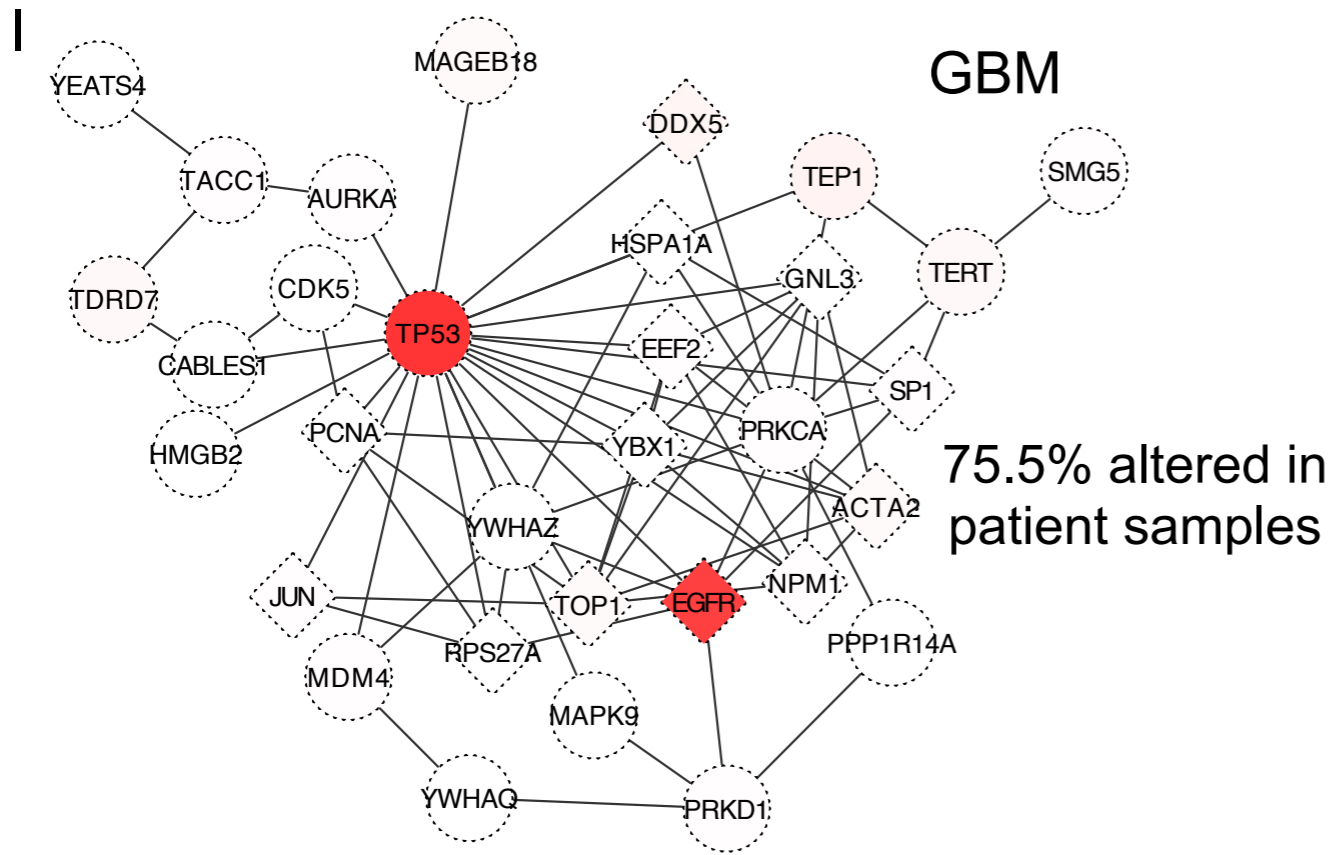 I
GBM
YEATS4
MAGEB18
DDX5
TEP1
SMG5
TACC1
AURKA
HSPA1A
GNL3
TERT
TDRD7
CDK5
TP53
EEF2
CABLES1
SP1
PCNA
YBX1
PRKCA
HMGB2
75.5% altered in
patient samples
YWHAZ
ACTA2
JUN
TOP1
EGFR
NPM1
RPS27A
PPP1R14A
MDM4
MAPK9
YWHAQ
PRKD1